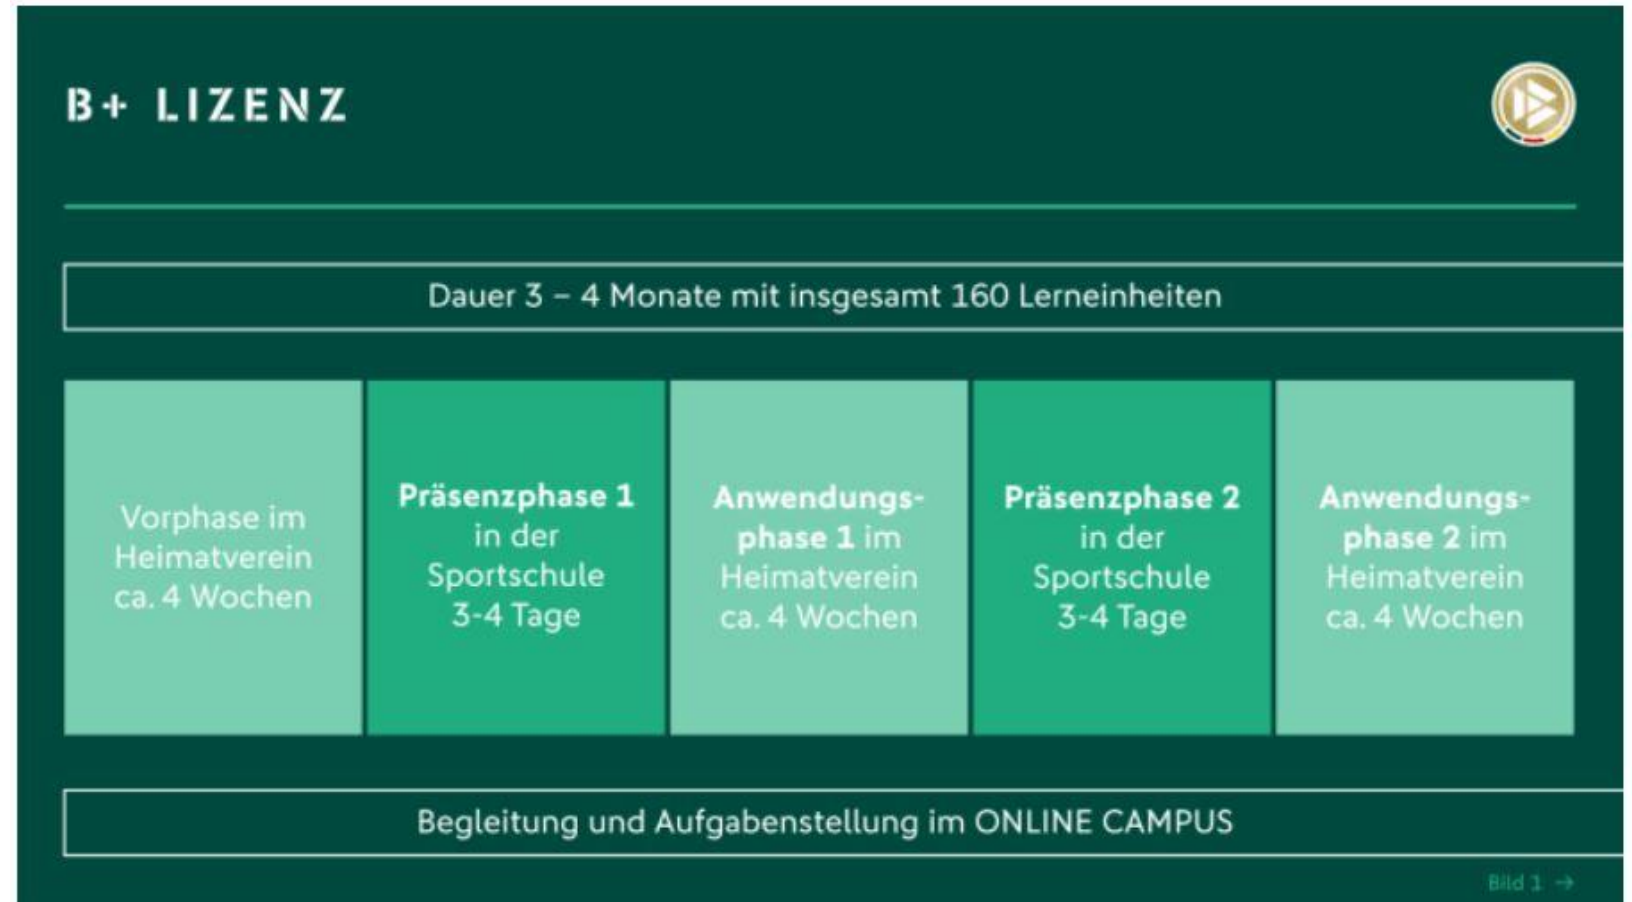 B+ LIZENZ
Dauer 3 – 4 Monate mit insgesamt 160 Lerneinheiten
Vorphase im
Heimatverein
ca. 4 Wochen
Präsenzphase 1
in der
Sportschule
3-4 Tage
Anwendungs-
phase 1 im
Heimatverein
ca. 4 Wochen
Präsenzphase 2
in der
Sportschule
3-4 Tage
Anwendungs-
phase 2 im
Heimatverein
ca. 4 Wochen
Begleitung und Aufgabenstellung im ONLINE CAMPUS
Bild 1 →